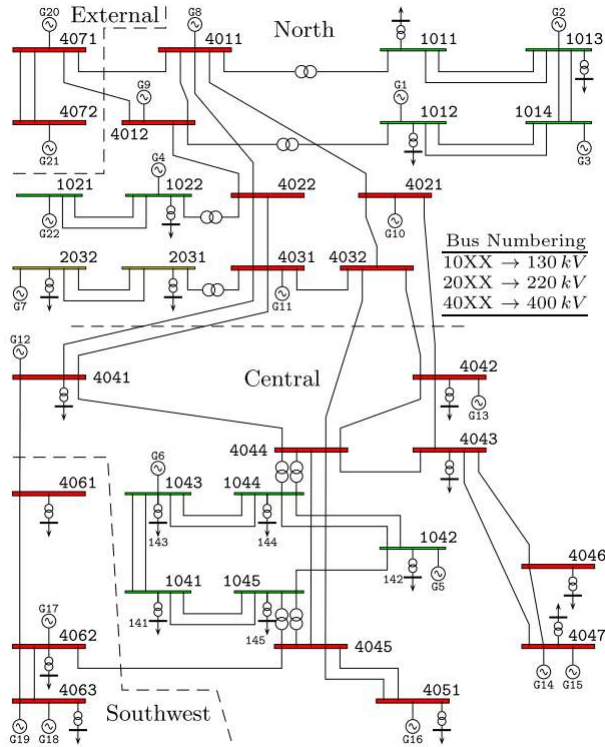 External
North
G20
G8
G2
4071
4011
1011
1013
G9
G1
4072
4012
1012
1014
G21
G4
G3
1021
1022
4022
4021
G22
G10
2032
2031
4031
4032
G7
G11
Bus Numbering
10XX → 130 kV
20XX → 220 kV
40XX → 400 kV
G12
4041
Central
4042
G13
4044
4043
4061
G6
1043
1044
143
144
1042
142
G5
1041
1045
4046
141
145
G17
4062
4045
4047
G14
G15
4063
4051
G19
G18
Southwest
G16